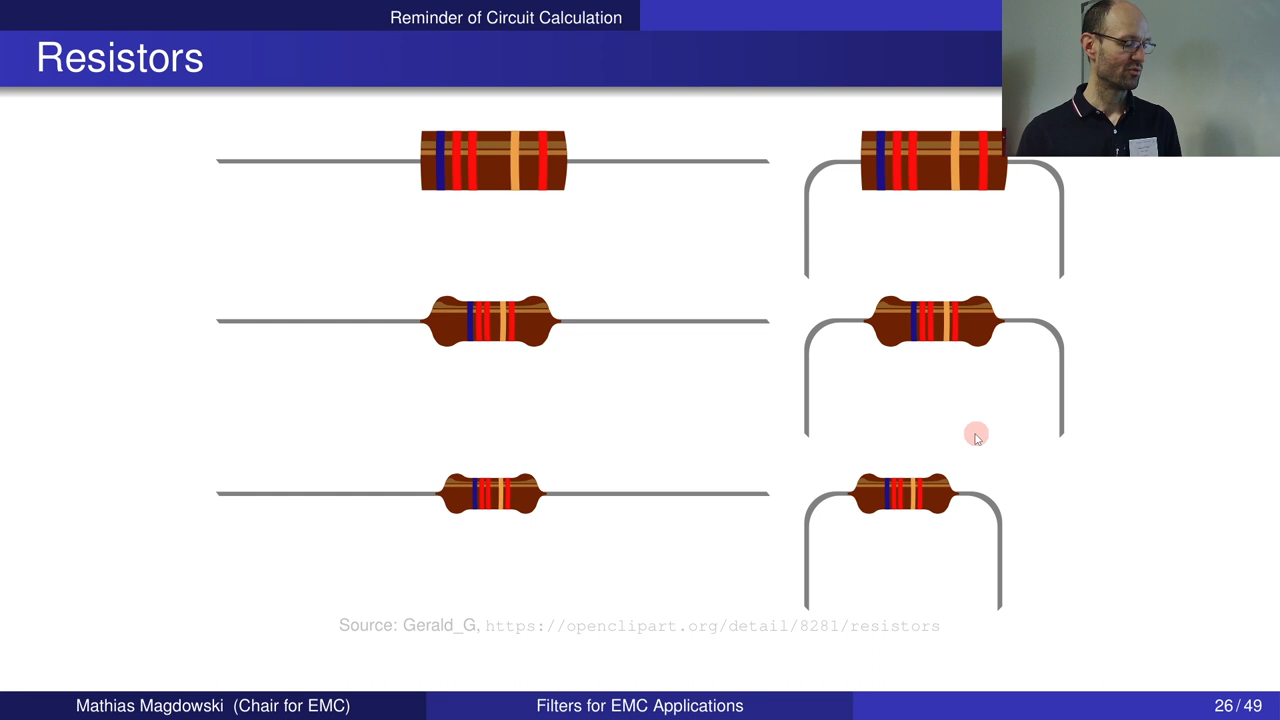 Reminder of Circuit Calculation
Resistors
Source: Gerald_G, https://openclipart.org/detail/8281/resistors
Mathias Magdowski (Chair for EMC)
Filters for EMC Applications
26/49